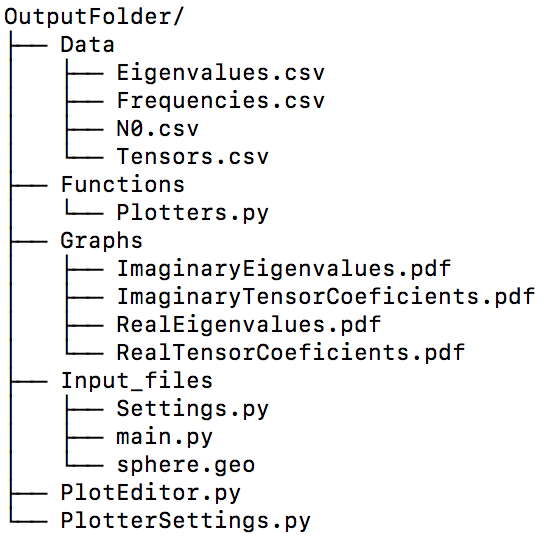 OutputFolder/
├── Data
│   ├── Eigenvalues.csv
│   ├── Frequencies.csv
│   ├── N0.csv
│   └── Tensors.csv
├── Functions
│   └── Plotters.py
├── Graphs
│   ├── ImaginaryEigenvalues.pdf
│   ├── ImaginaryTensorCoeficients.pdf
│   ├── RealEigenvalues.pdf
│   └── RealTensorCoeficients.pdf
├── Input_files
│   ├── Settings.py
│   ├── main.py
│   └── sphere.geo
├── PlotEditor.py
└── PlotterSettings.py